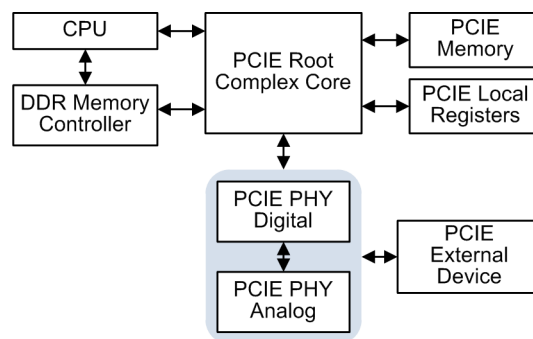 CPU
PCIE Root
Complex Core
PCIE
Memory
DDR Memory
Controller
PCIE Local
Registers
PCIE PHY
Digital
PCIE
External
Device
PCIE PHY
Analog